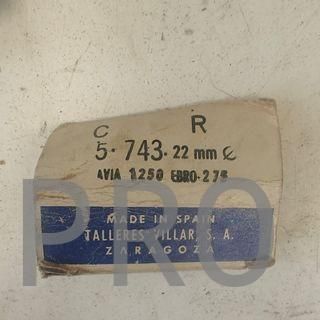 C R
5·743·22 mm
AVIA 1250 EBRO-275
MADE IN SPAIN
TALLERES VILLAR, S. A.
ZARAGOZA
PRO